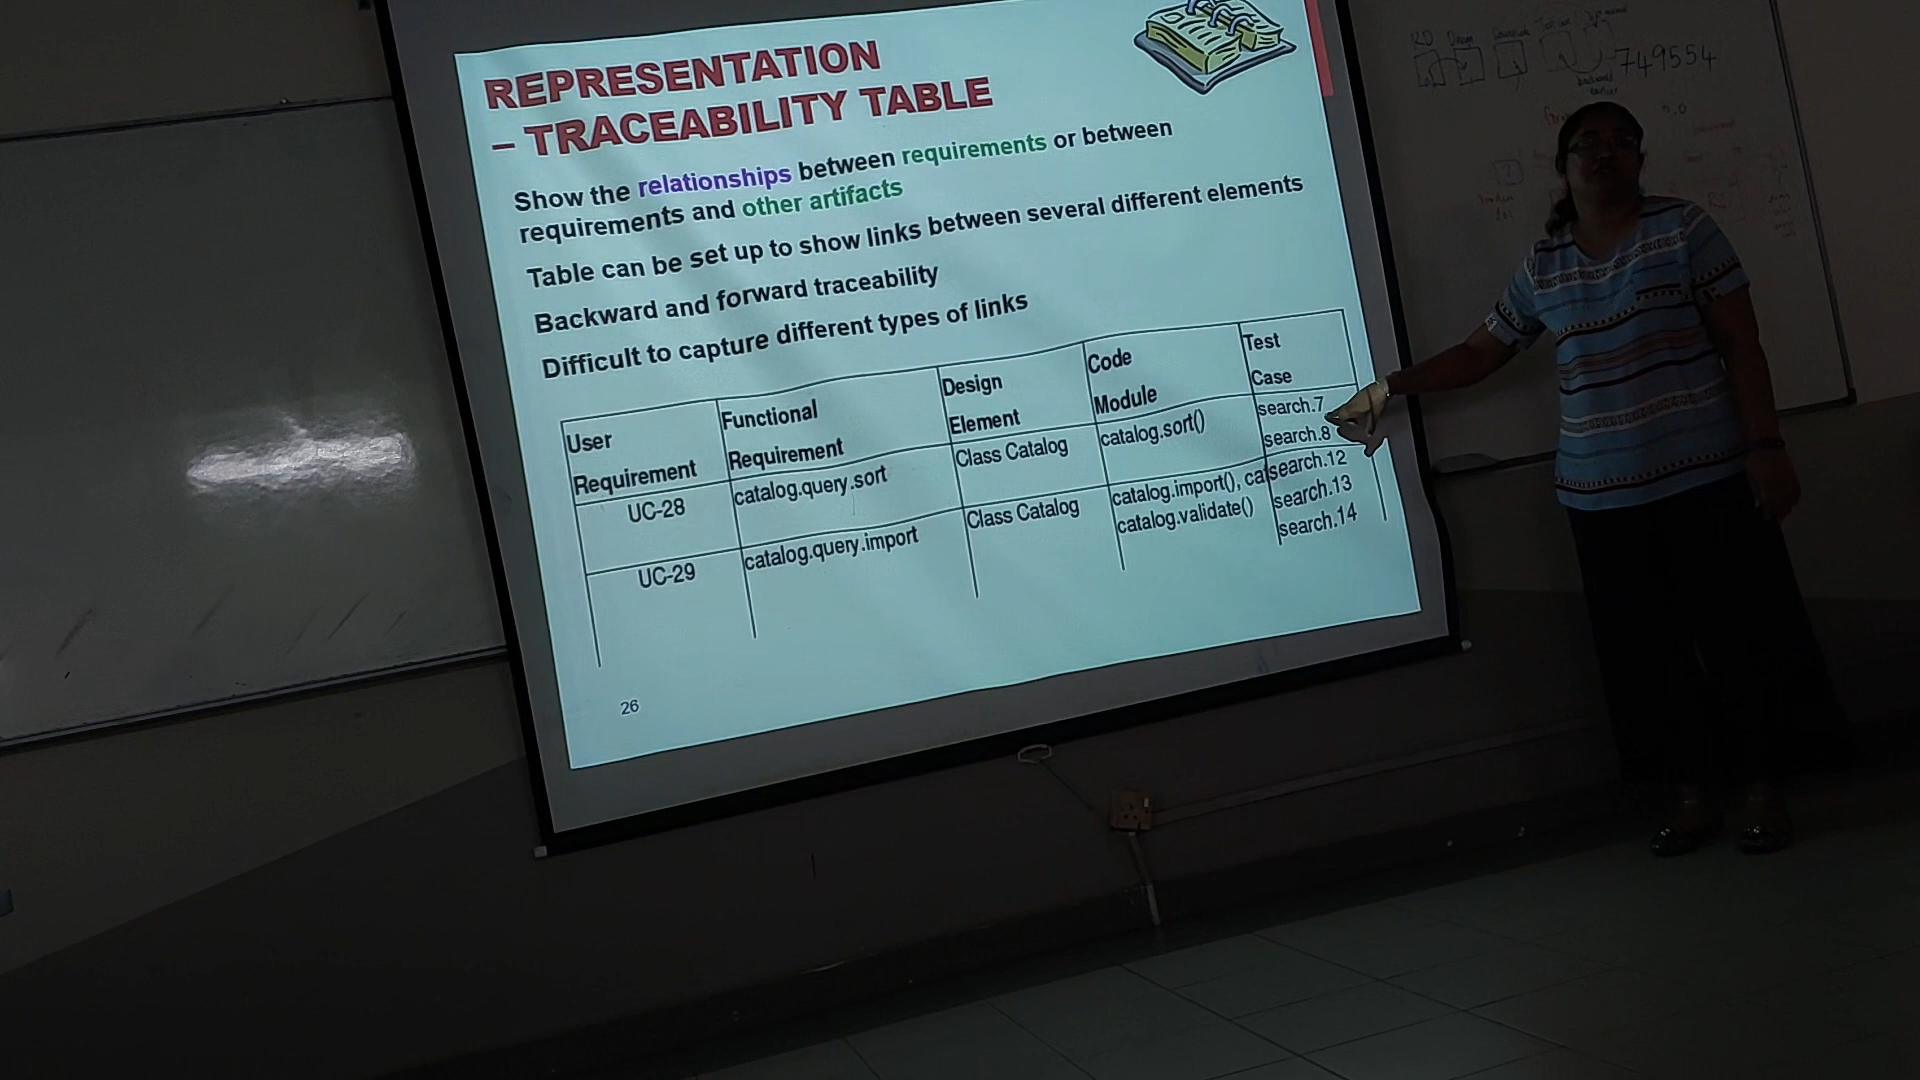 REPRESENTATION
– TRACEABILITY TABLE
Show the relationships between requirements or between
requirements and other artifacts
Table can be set up to show links between several different elements
Backward and forward traceability
Difficult to capture different types of links
User
Requirement
Functional
Requirement
Design
Element
Code
Module
Test
Case
UC-28
catalog.query.sort
Class Catalog
catalog.sort()
search.7
search.8
UC-29
catalog.query.import
Class Catalog
catalog.import(), cat
catalog.validate()
search.12
search.13
search.14
26
749554